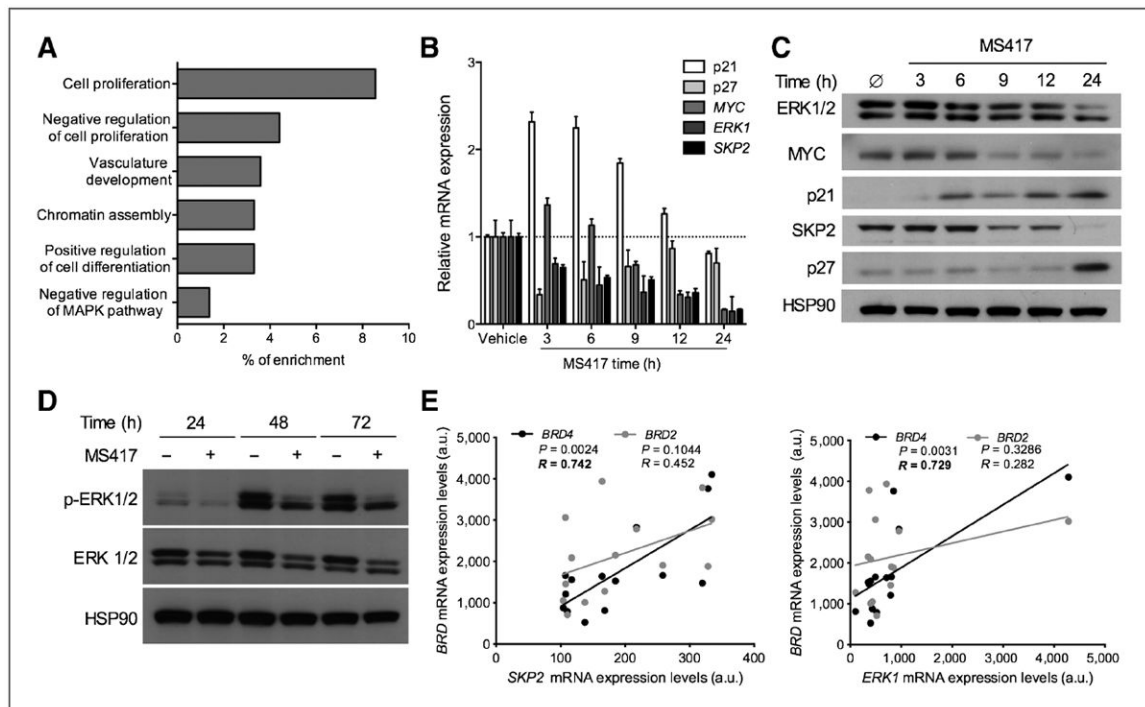 A
Cell proliferation
Negative regulation
of cell proliferation
Vasculature
development
Chromatin assembly
Positive regulation
of cell differentiation
Negative regulation
of MAPK pathway
0 2 4 6 8 10
% of enrichment
B
Relative mRNA expression
3
2
1
0
p21
p27
MYC
ERK1
SKP2
Vehicle 3 6 9 12 24
MS417 time (h)
C
MS417
Time (h) Ø 3 6 9 12 24
ERK1/2
MYC
p21
SKP2
p27
HSP90
D
Time (h) 24 48 72
MS417 – + – + – +
p-ERK1/2
ERK 1/2
HSP90
E
BRD mRNA expression levels (a.u.)
5,000
4,000
3,000
2,000
1,000
0
BRD4 BRD2
P = 0.0024 P = 0.1044
R = 0.742 R = 0.452
0 100 200 300 400
SKP2 mRNA expression levels (a.u.)
BRD mRNA expression levels (a.u.)
5,000
4,000
3,000
2,000
1,000
0
BRD4 BRD2
P = 0.0031 P = 0.3286
R = 0.729 R = 0.282
0 1,000 2,000 3,000 4,000 5,000
ERK1 mRNA expression levels (a.u.)